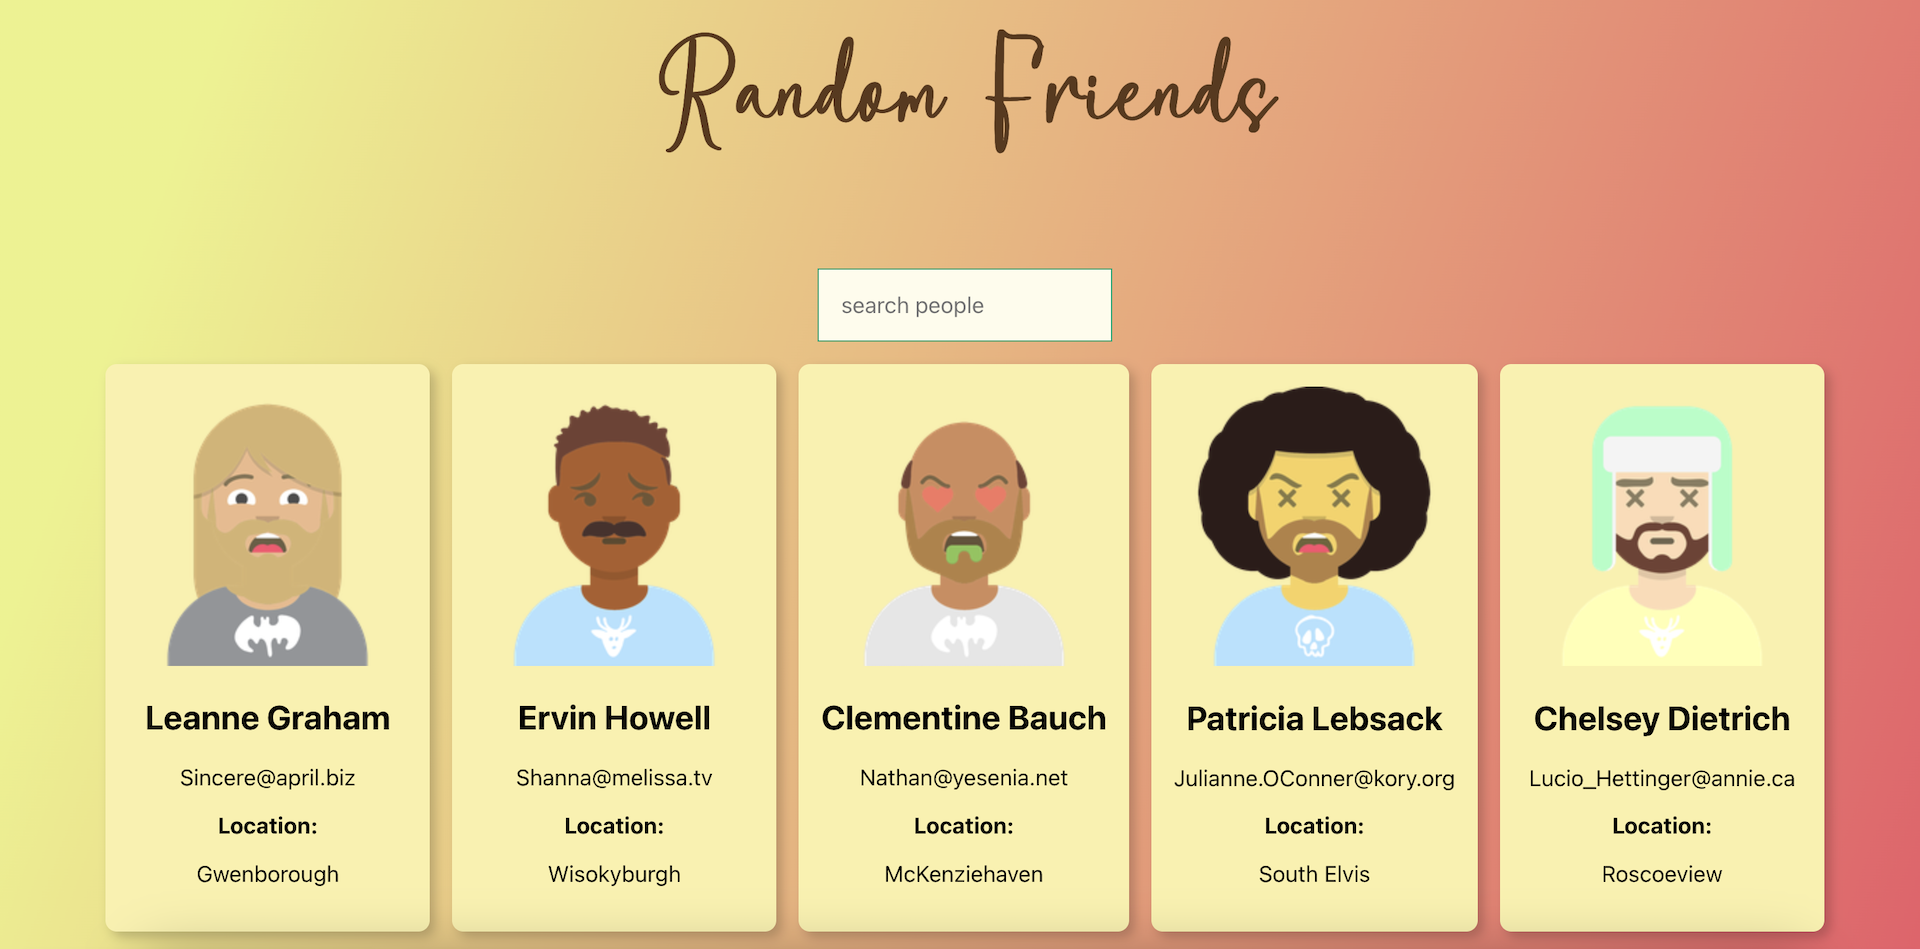 Random Friends
search people
Leanne Graham
Sincere@april.biz
Location:
Gwenborough
Ervin Howell
Shanna@melissa.tv
Location:
Wisokyburgh
Clementine Bauch
Nathan@yesenia.net
Location:
McKenziehaven
Patricia Lebsack
Julianne.OConner@kory.org
Location:
South Elvis
Chelsey Dietrich
Lucio_Hettinger@annie.ca
Location:
Roscoeview